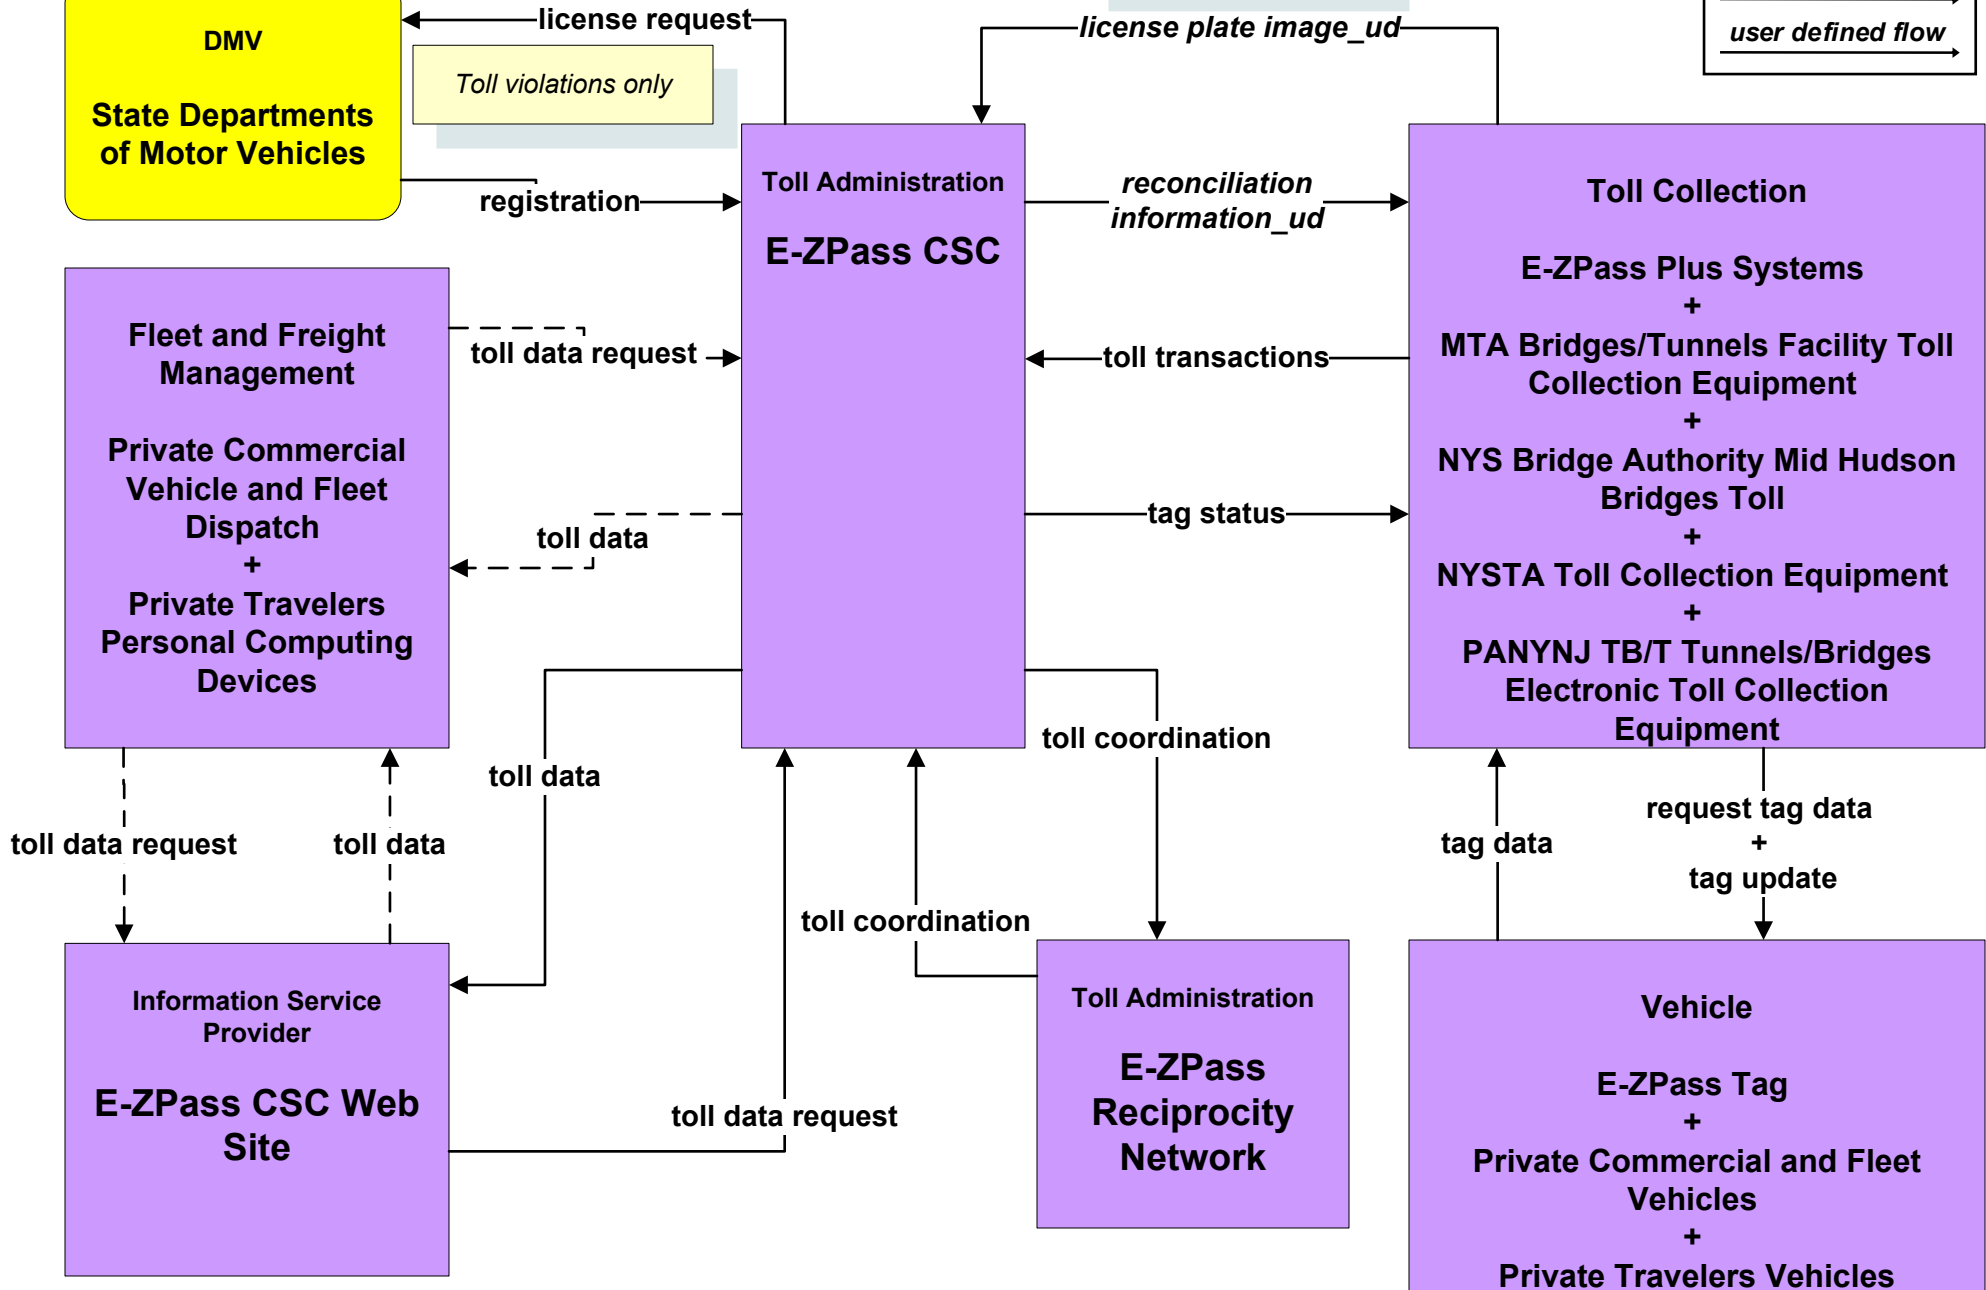 license request
license plate image_ud
user defined flow
DMV
State Departments
of Motor Vehicles
Toll violations only
registration
Toll Administration
E-ZPass CSC
reconciliation
information_ud
Toll Collection
E-ZPass Plus Systems
+
MTA Bridges/Tunnels Facility Toll
Collection Equipment
+
NYS Bridge Authority Mid Hudson
Bridges Toll
+
NYSTA Toll Collection Equipment
+
PANYNJ TB/T Tunnels/Bridges
Electronic Toll Collection
Equipment
Fleet and Freight
Management
Private Commercial
Vehicle and Fleet
Dispatch
+
Private Travelers
Personal Computing
Devices
toll data request
toll transactions
toll data
tag status
toll data request
toll data
toll data
toll coordination
toll coordination
tag data
request tag data
+
tag update
Information Service
Provider
E-ZPass CSC Web
Site
toll data request
Toll Administration
E-ZPass
Reciprocity
Network
Vehicle
E-ZPass Tag
+
Private Commercial and Fleet
Vehicles
+
Private Travelers Vehicles